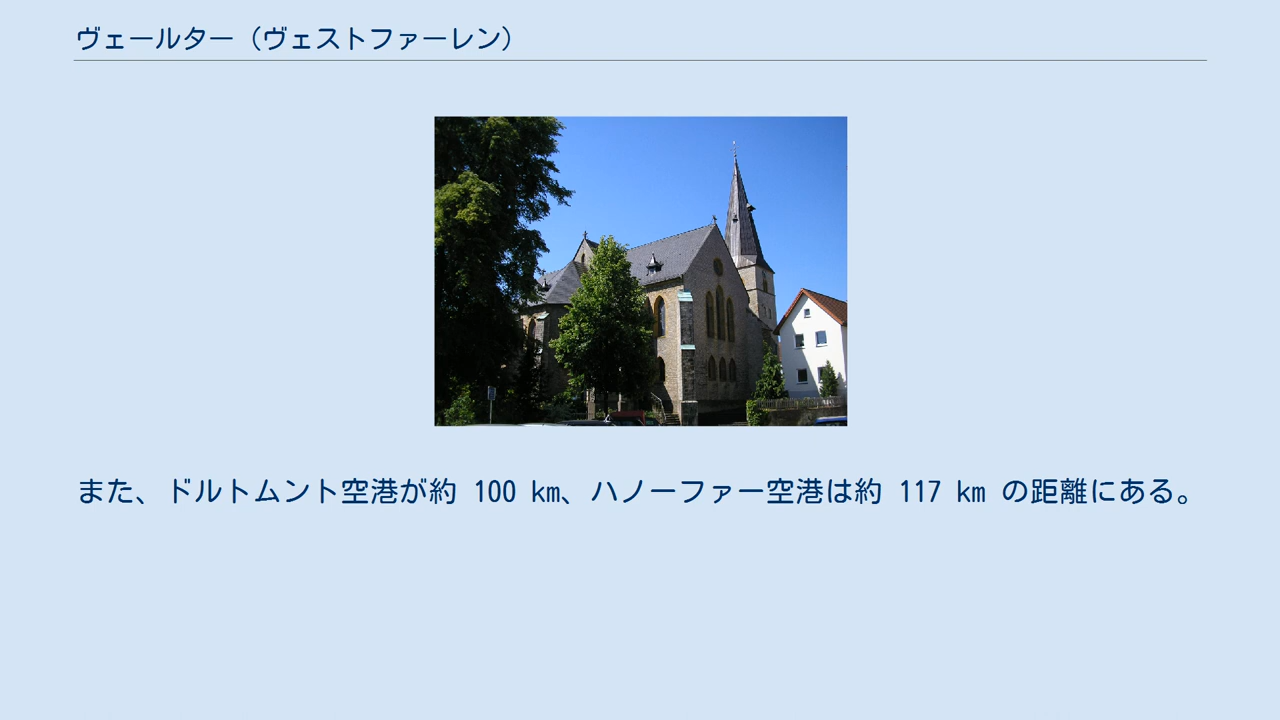 ヴェールター（ヴェストファーレン）
また、ドルトムント空港が約 100 km、ハノーファー空港は約 117 km の距離にある。